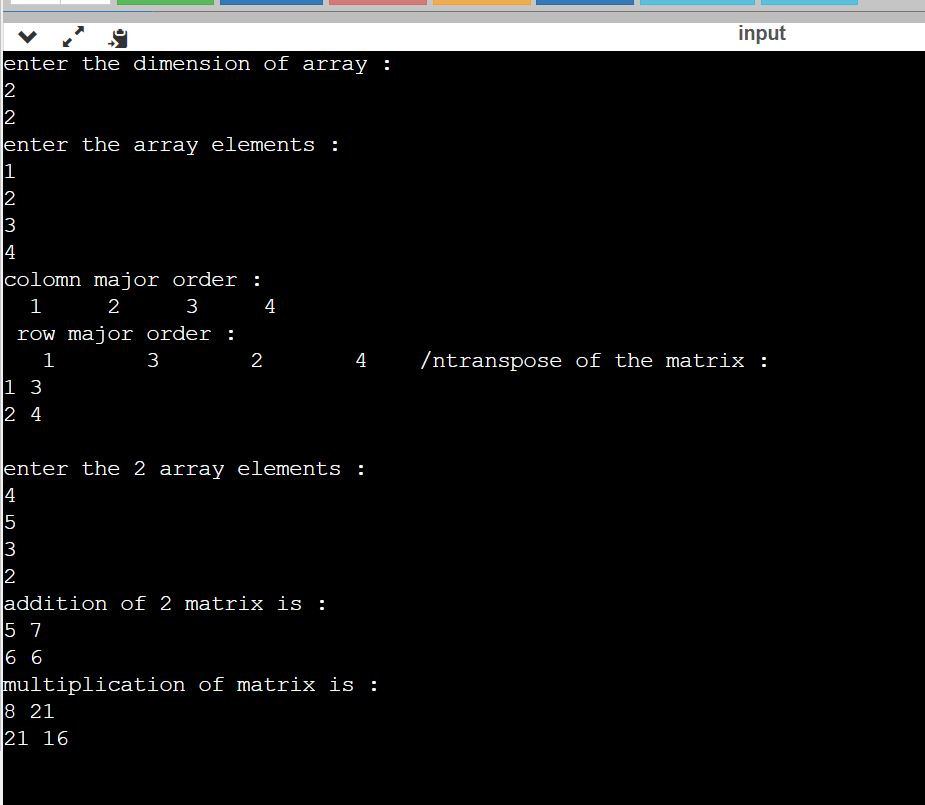 input
enter the dimension of array :
2
2
enter the array elements :
1
2
3
4
colomn major order :
1 2 3 4
row major order :
1 3 2 4 /ntranspose of the matrix :
1 3
2 4
enter the 2 array elements :
4
5
3
2
addition of 2 matrix is :
5 7
6 6
multiplication of matrix is :
8 21
21 16